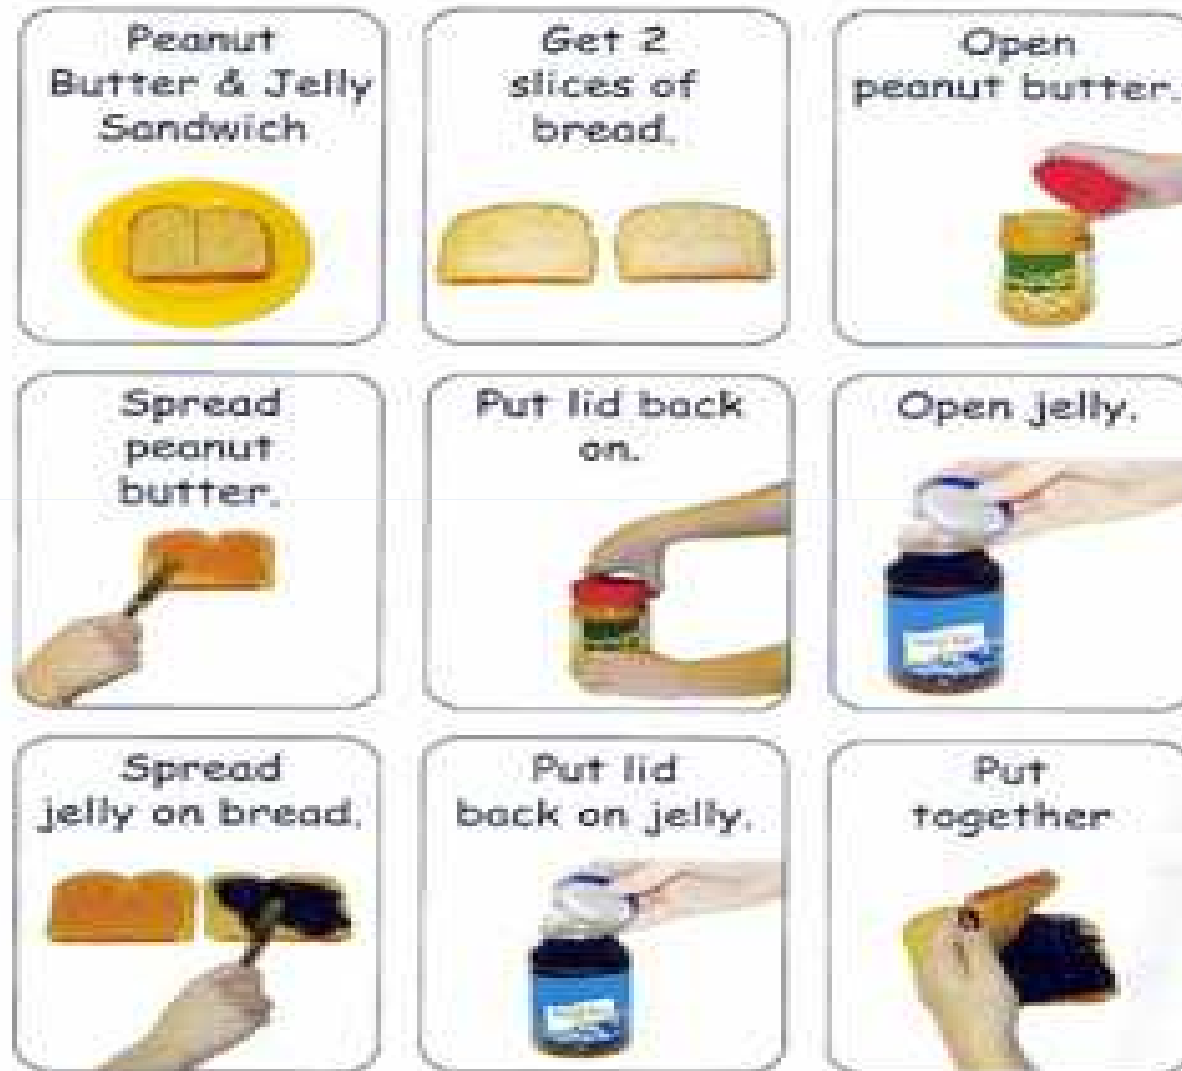 Peanut
Butter & Jelly
Sandwich
Get 2
slices of
bread.
Open
peanut butter.
Spread
peanut
butter.
Put lid back
on.
Open jelly.
Spread
jelly on bread.
Put lid
back on jelly.
Put
together